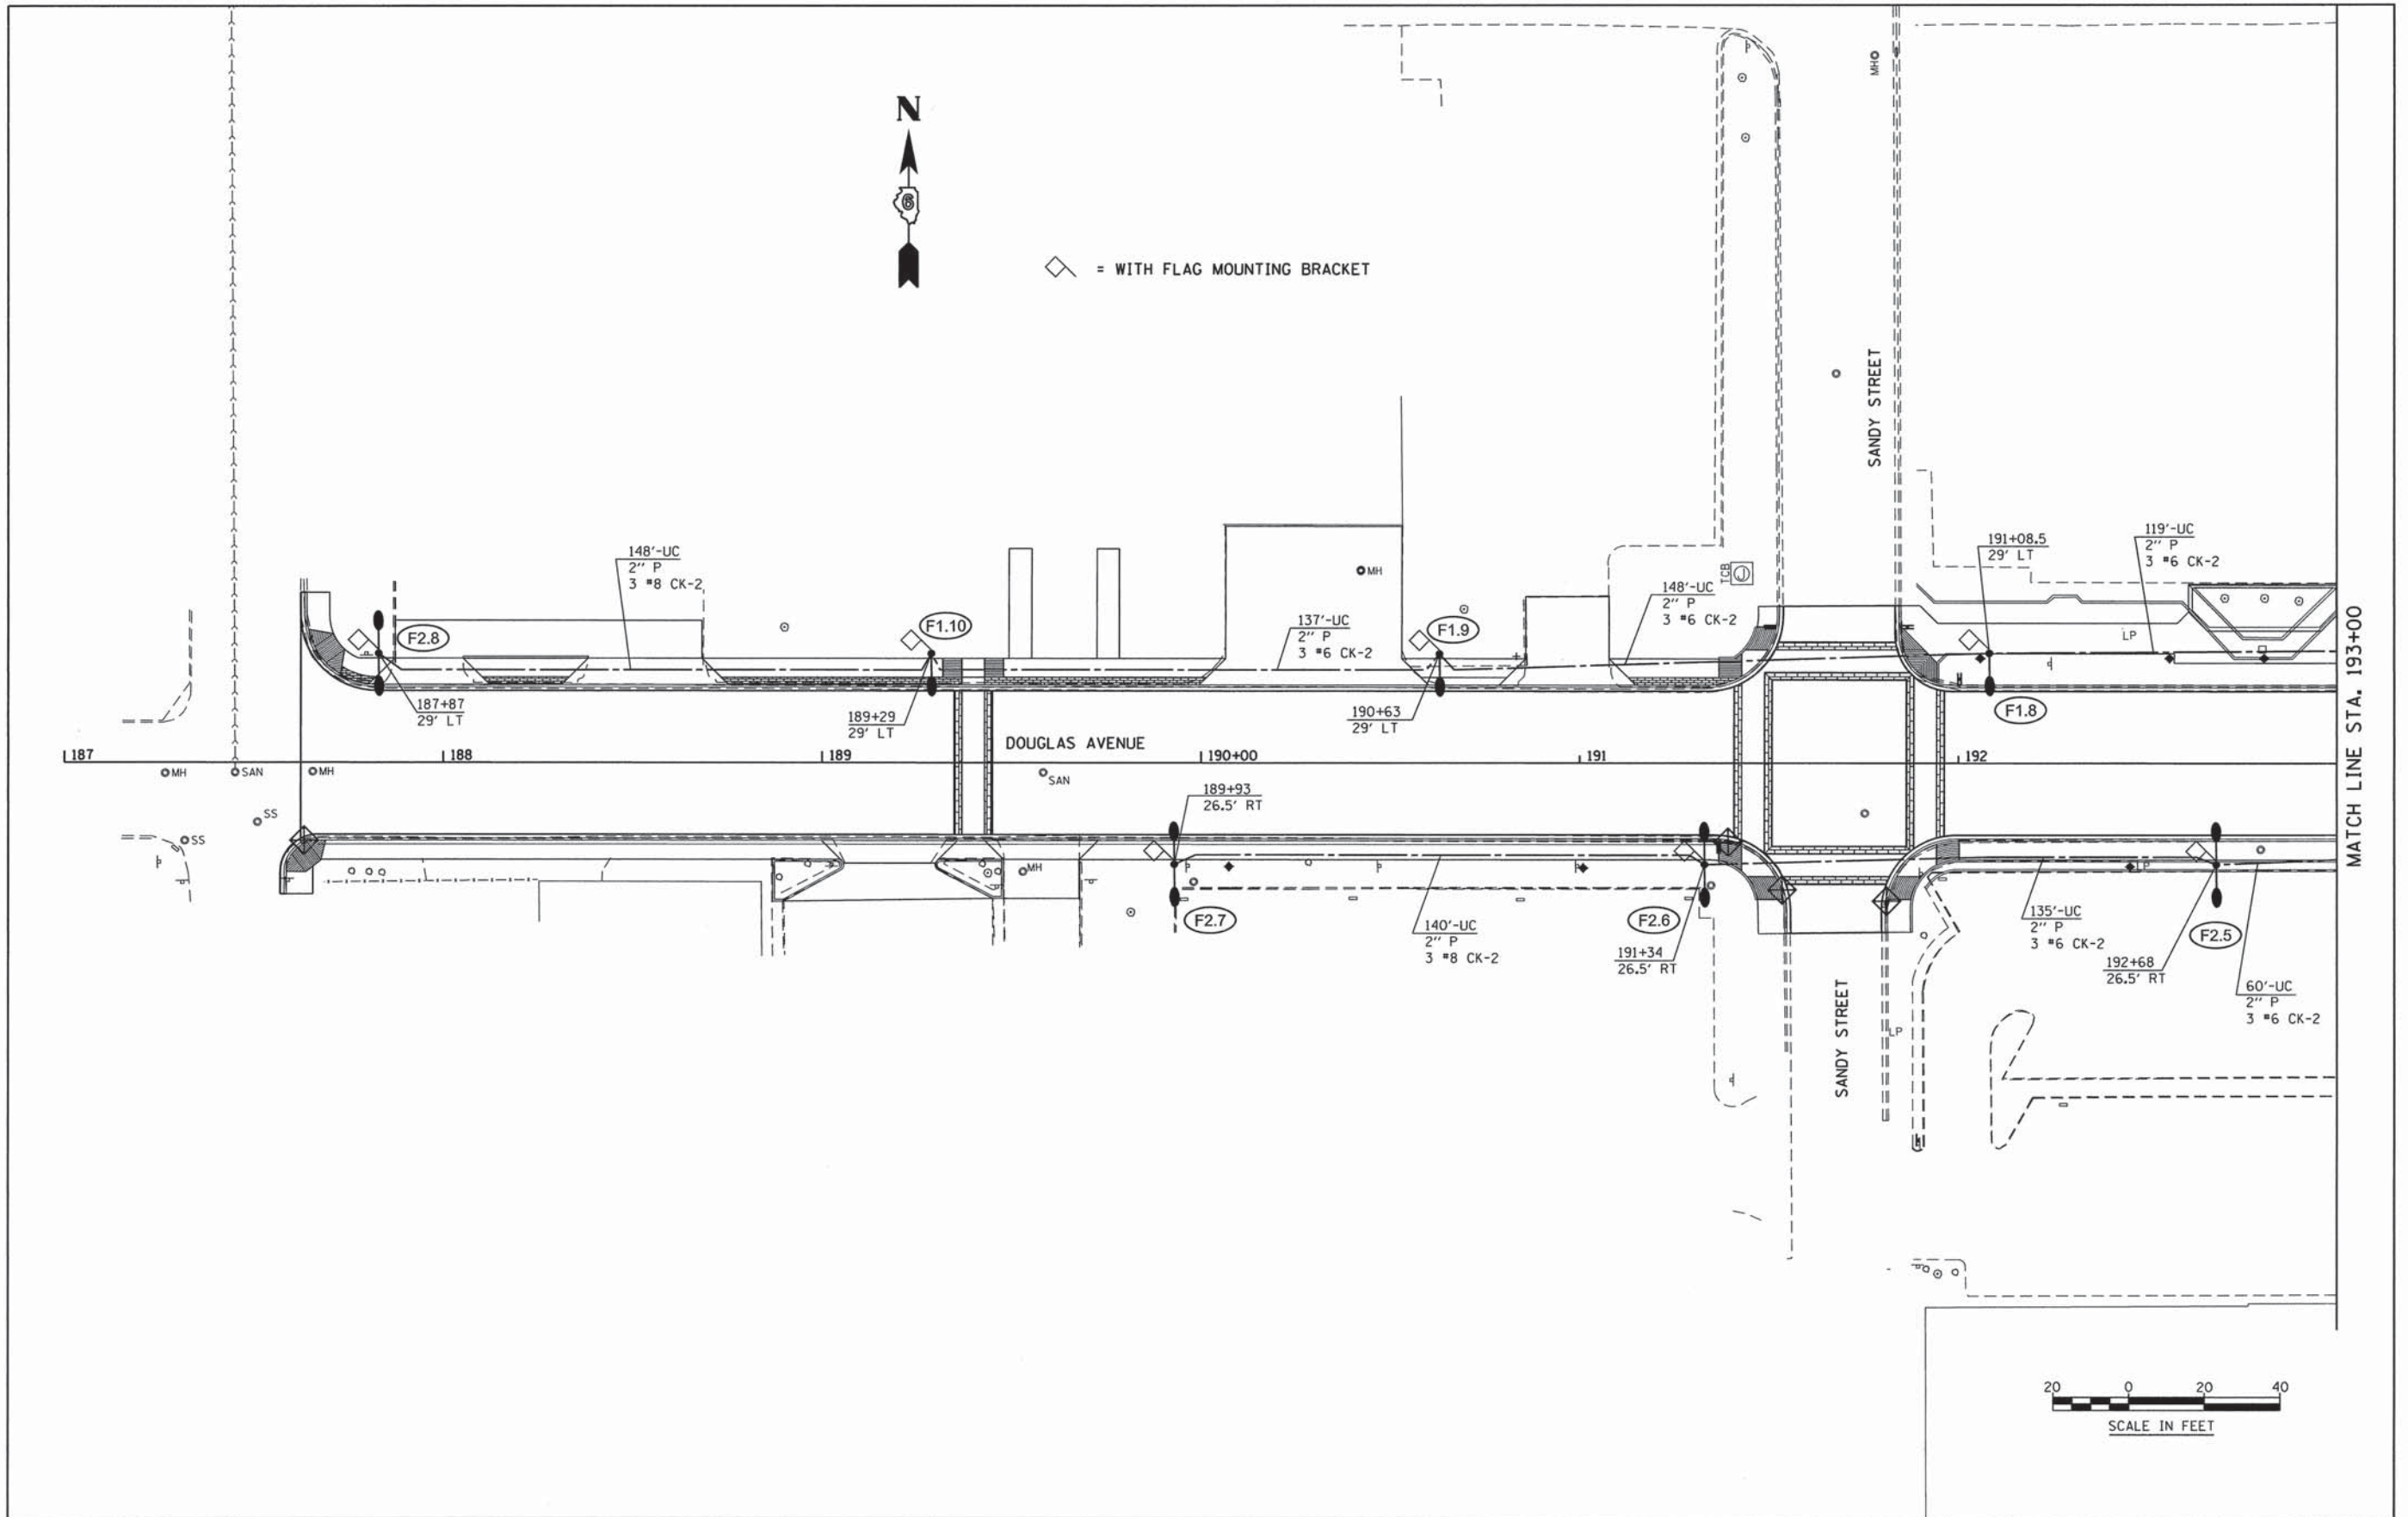 N
6
= WITH FLAG MOUNTING BRACKET
MH
SANDY STREET
148'-UC
2" P
3 #8 CK-2
F2.8
187+87
29' LT
F1.10
189+29
29' LT
MH
137'-UC
2" P
3 #6 CK-2
F1.9
190+63
29' LT
TCB
J
148'-UC
2" P
3 #6 CK-2
191+08.5
29' LT
119'-UC
2" P
3 #6 CK-2
LP
F1.8
MATCH LINE STA. 193+00
DOUGLAS AVENUE
187
188
189
190+00
191
192
MH
SAN
MH
SAN
SS
SS
189+93
26.5' RT
MH
F2.7
140'-UC
2" P
3 #8 CK-2
F2.6
191+34
26.5' RT
LP
135'-UC
2" P
3 #6 CK-2
F2.5
192+68
26.5' RT
60'-UC
2" P
3 #6 CK-2
SANDY STREET
LP
20 0 20 40
SCALE IN FEET